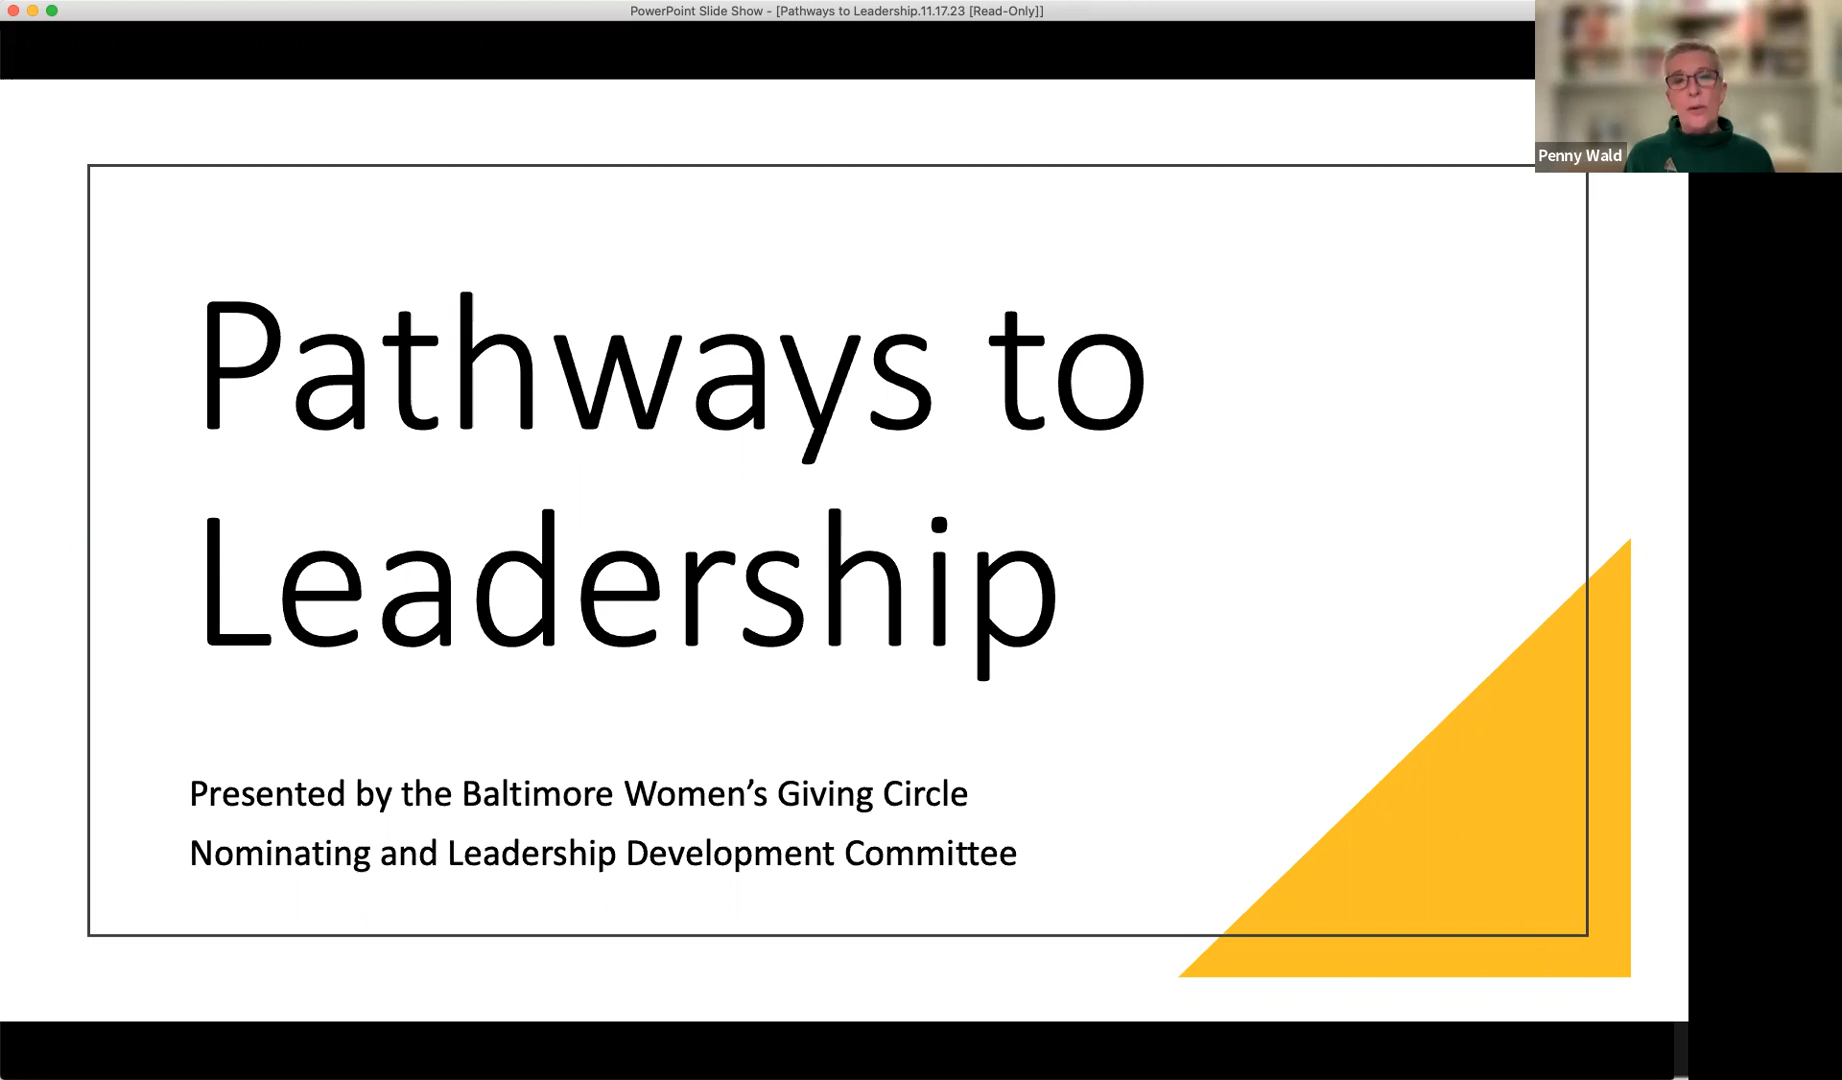 PowerPoint Slide Show - [Pathways to Leadership.11.17.23 [Read-Only]]
Penny Wald
Pathways to
Leadership
Presented by the Baltimore Women’s Giving Circle
Nominating and Leadership Development Committee